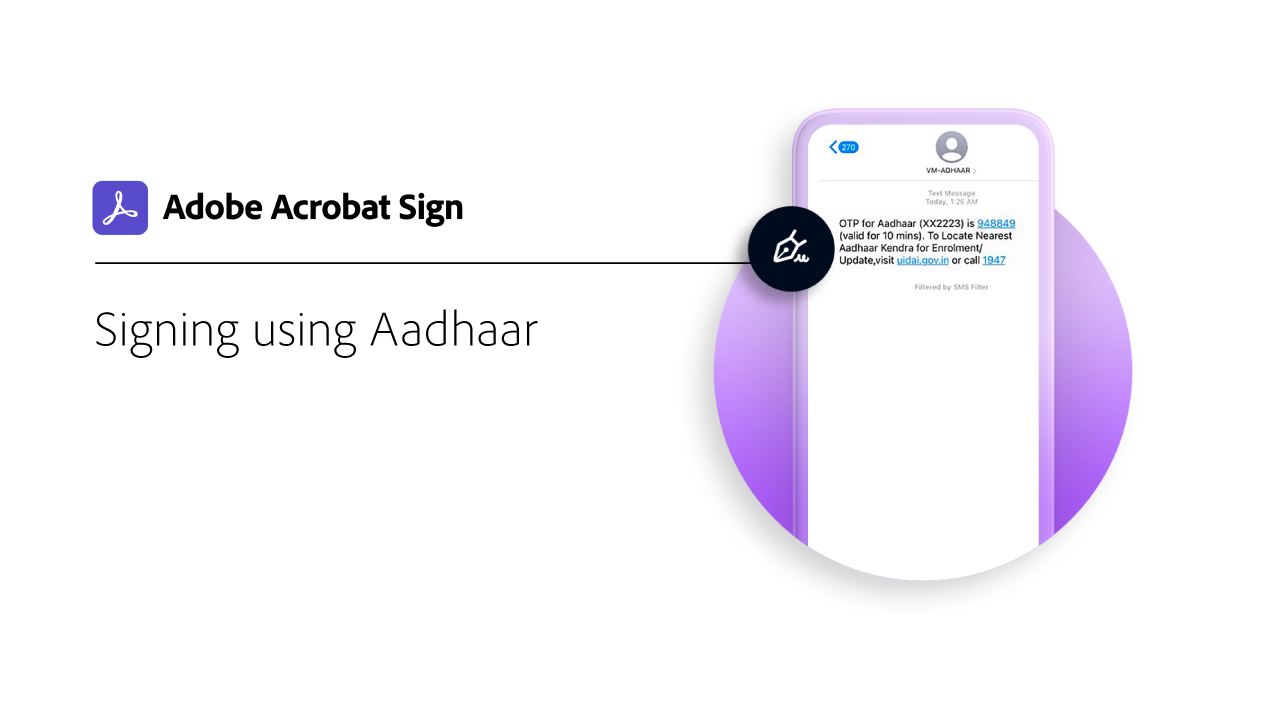 Adobe Acrobat Sign
Signing using Aadhaar
270
VM-ADHAAR >
Text Message
Today, 1:26 AM
OTP for Aadhaar (XX2223) is 948849
(valid for 10 mins). To Locate Nearest
Aadhaar Kendra for Enrolment/
Update,visit uidai.gov.in or call 1947
Filtered by SMS Filter